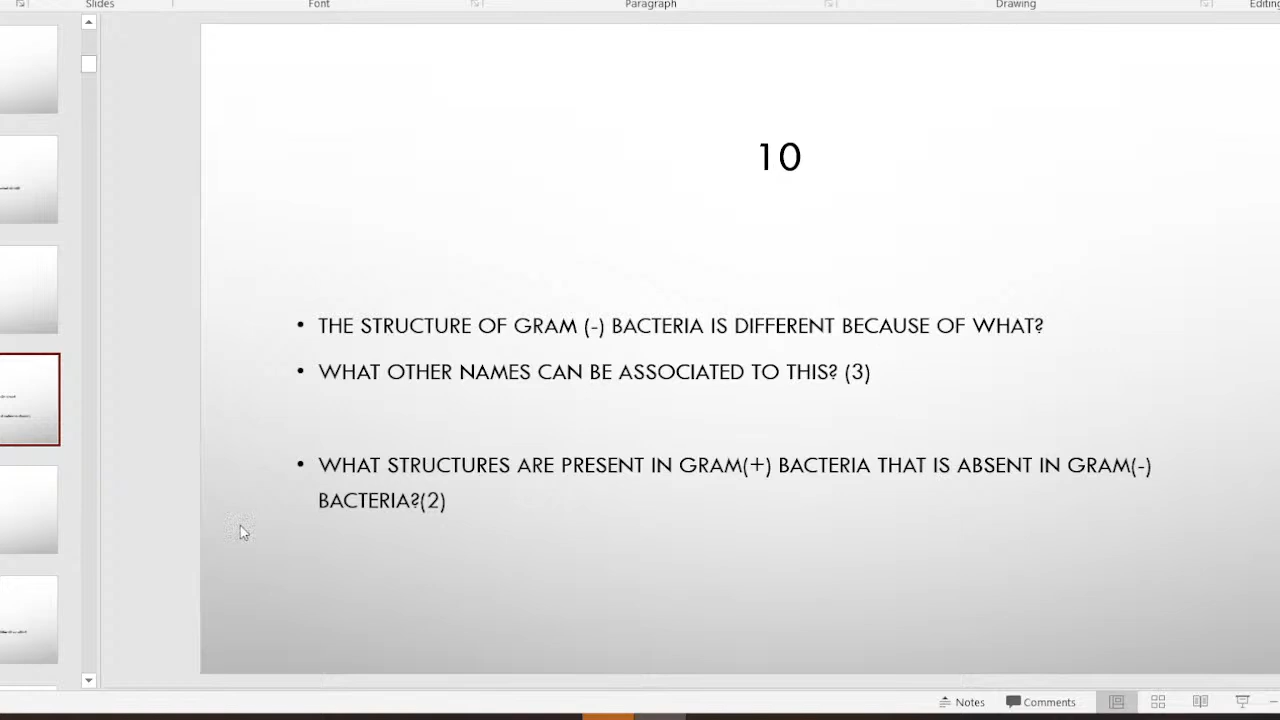 Slides Font Paragraph Drawing Editing
10
• THE STRUCTURE OF GRAM (-) BACTERIA IS DIFFERENT BECAUSE OF WHAT?
• WHAT OTHER NAMES CAN BE ASSOCIATED TO THIS? (3)
• WHAT STRUCTURES ARE PRESENT IN GRAM(+) BACTERIA THAT IS ABSENT IN GRAM(-)
BACTERIA?(2)
Notes Comments